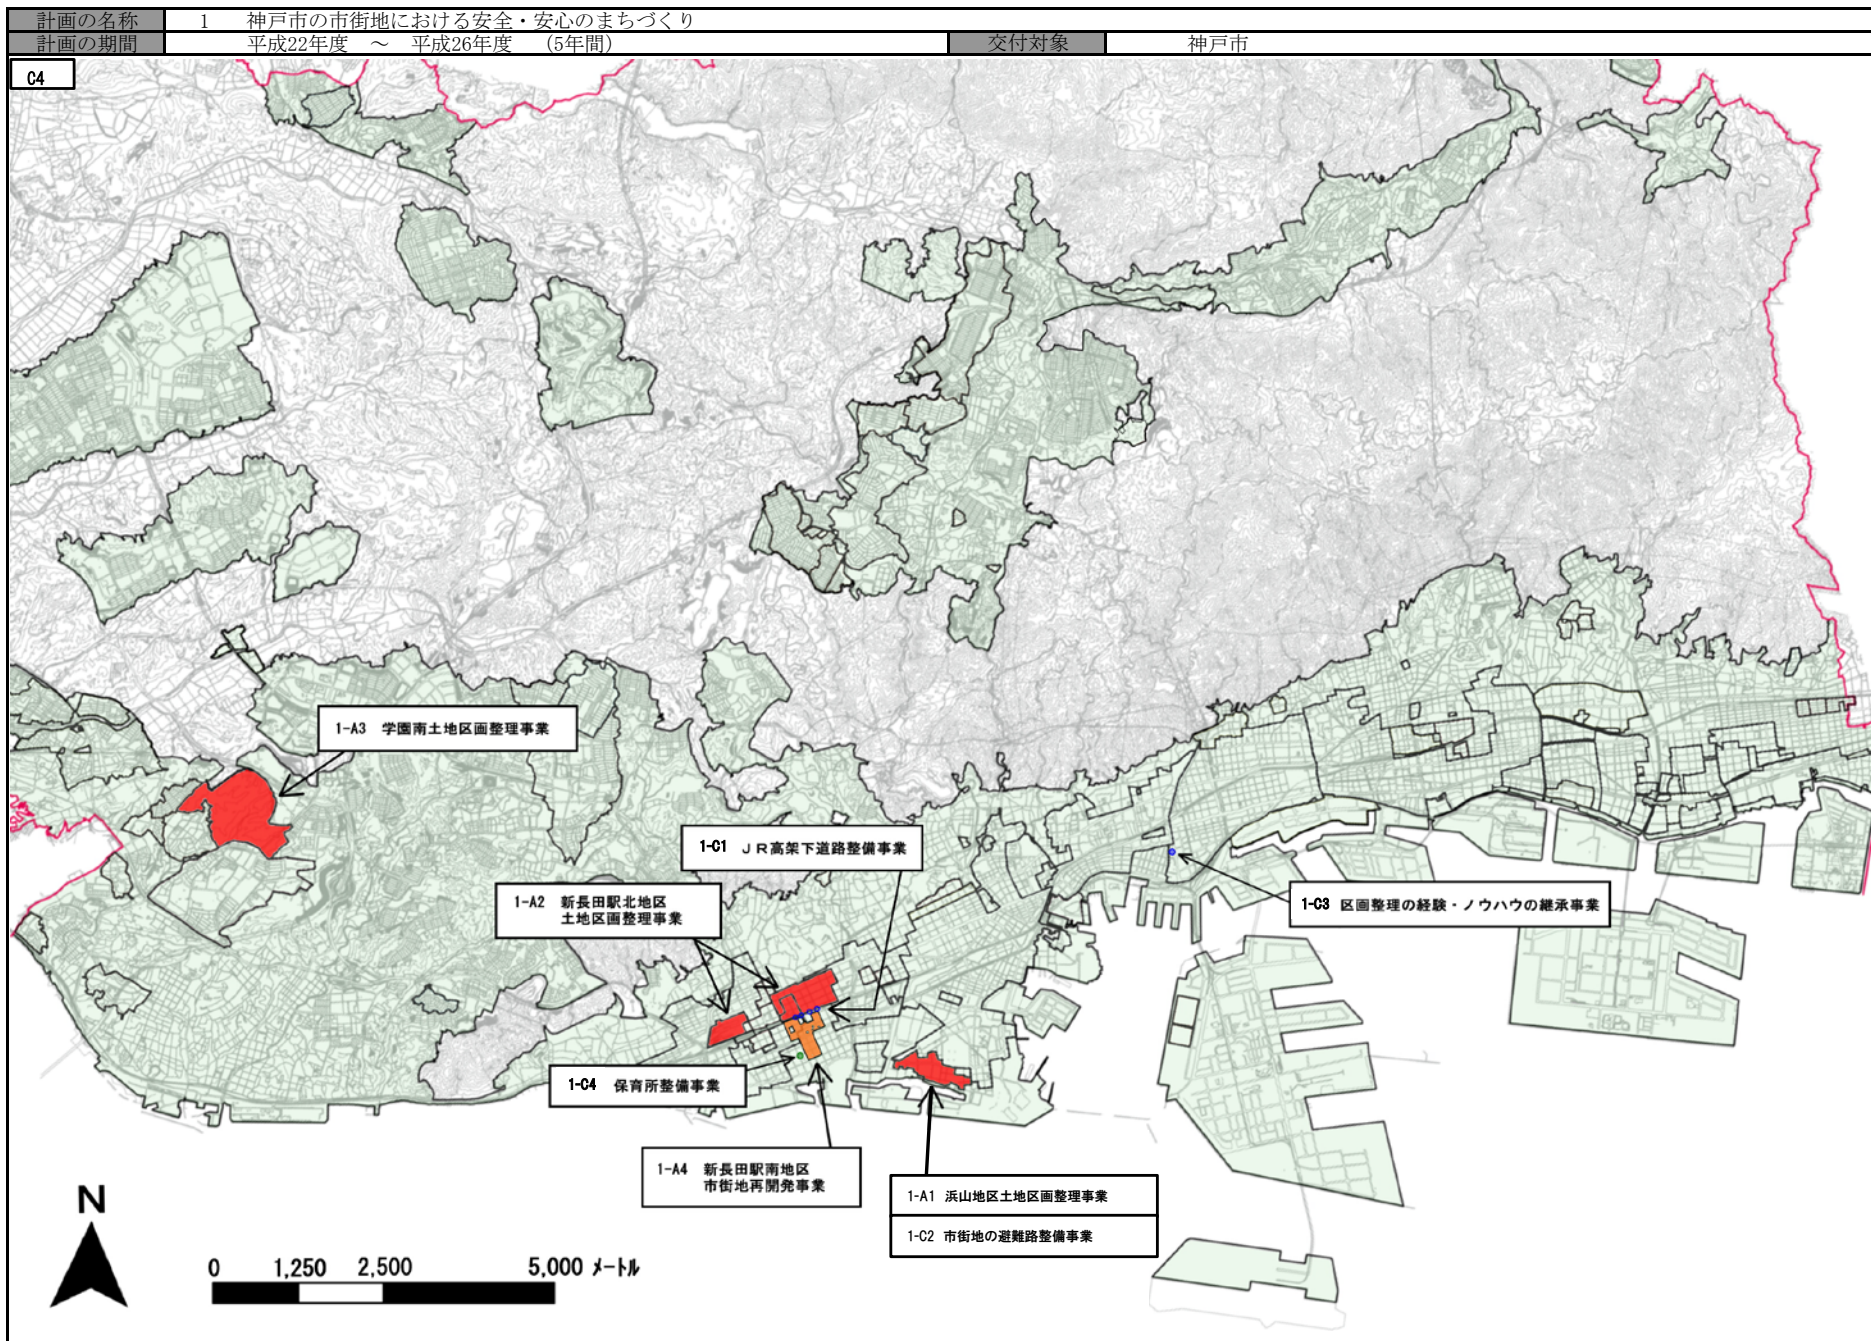 計画の名称 1 神戸市の市街地における安全・安心のまちづくり
計画の期間 平成22年度 ～ 平成26年度 （5年間） 交付対象 神戸市
C4
1-A3 学園南土地区画整理事業
1-C1 ＪＲ高架下道路整備事業
1-A2 新長田駅北地区
土地区画整理事業
1-C3 区画整理の経験・ノウハウの継承事業
1-C4 保育所整備事業
1-A4 新長田駅南地区
市街地再開発事業
1-A1 浜山地区土地区画整理事業
1-C2 市街地の避難路整備事業
N
0 1,250 2,500 5,000 ﾒｰﾄﾙ